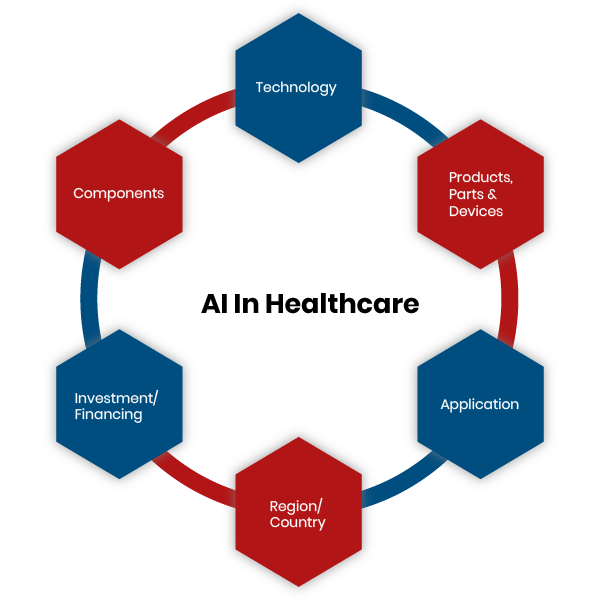 Technology
Products,
Parts &
Devices
Components
AI In Healthcare
Investment/
Financing
Application
Region/
Country